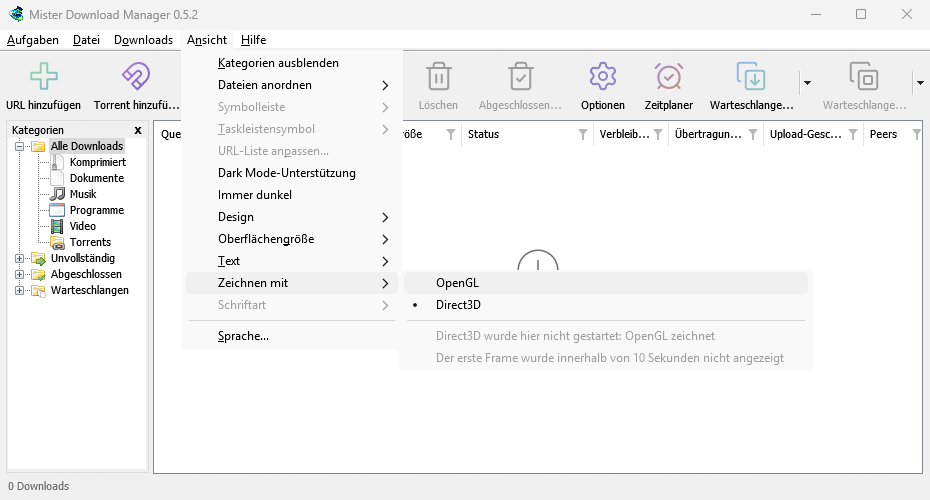 Mister Download Manager 0.5.2
Aufgaben Datei Downloads Ansicht Hilfe
URL hinzufügen Torrent hinzufü... Löschen Abgeschlossen... Optionen Zeitplaner Warteschlange... Warteschlange...
Kategorien ausblenden
Dateien anordnen
Symbolleiste
Taskleistensymbol
URL-Liste anpassen...
Dark Mode-Unterstützung
Immer dunkel
Design
Oberflächengröße
Text
Zeichnen mit
Schriftart
Sprache...
OpenGL
Direct3D
Direct3D wurde hier nicht gestartet: OpenGL zeichnet
Der erste Frame wurde innerhalb von 10 Sekunden nicht angezeigt
Kategorien x
Alle Downloads
Komprimiert
Dokumente
Musik
Programme
Video
Torrents
Unvollständig
Abgeschlossen
Warteschlangen
Status Verbleib... Übertragun... Upload-Gesc... Peers
0 Downloads